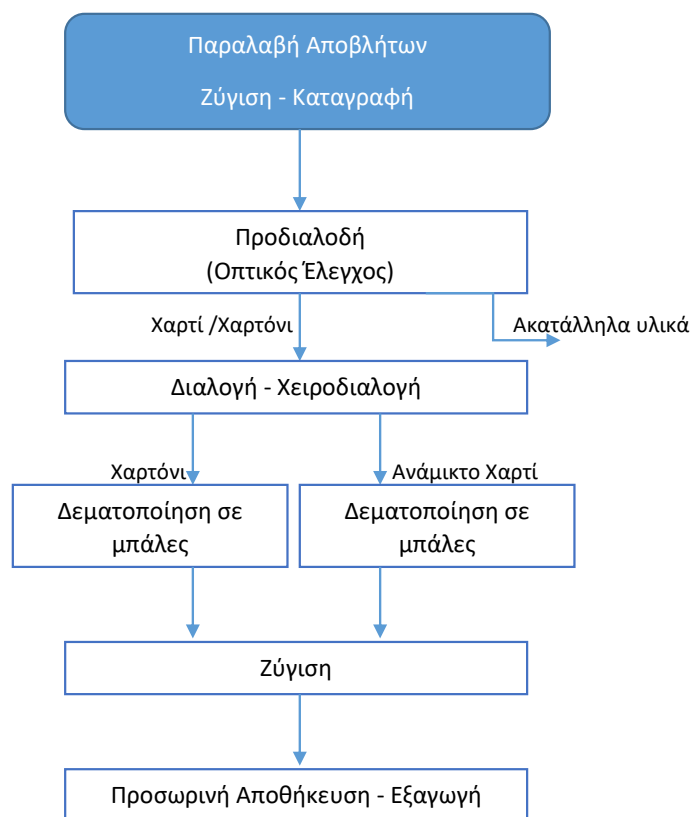 Παραλαβή Αποβλήτων
Ζύγιση - Καταγραφή
Προδιαλοδή
(Οπτικός Έλεγχος)
Χαρτί /Χαρτόνι
Ακατάλληλα υλικά
Διαλογή - Χειροδιαλογή
Χαρτόνι
Ανάμικτο Χαρτί
Δεματοποίηση σε
μπάλες
Δεματοποίηση σε
μπάλες
Ζύγιση
Προσωρινή Αποθήκευση - Εξαγωγή